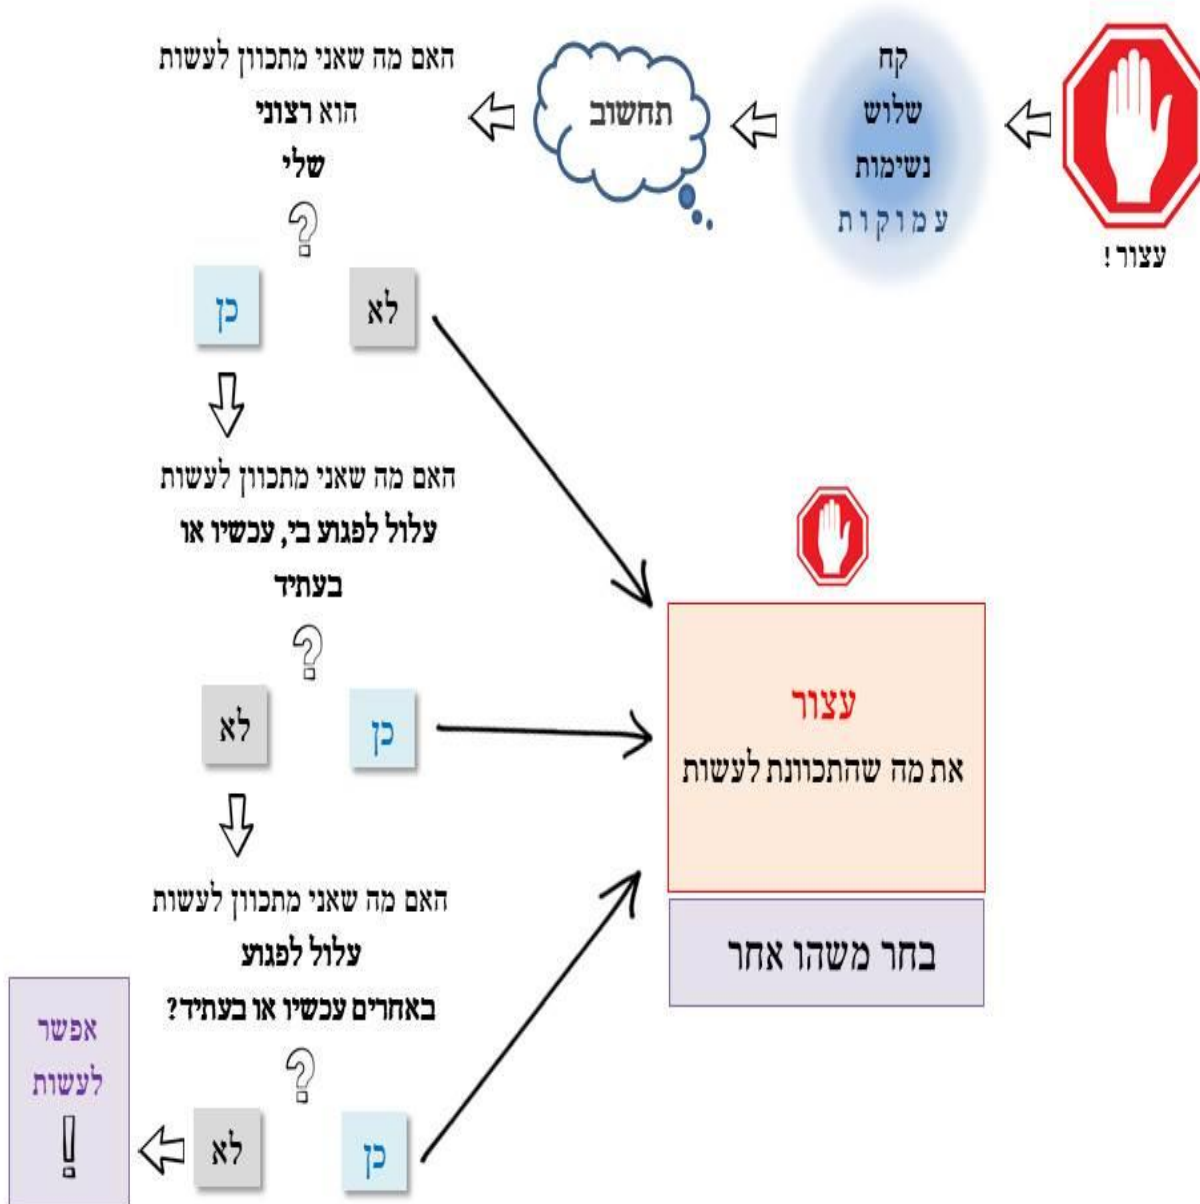 עצור !
קח
שלוש
נשימות
ע מ ו ק ו ת
תחשוב
האם מה שאני מתכוון לעשות
הוא רצוני
שלי
?
לא
כן
האם מה שאני מתכוון לעשות
עלול לפגוע בי, עכשיו או
בעתיד
?
כן
לא
האם מה שאני מתכוון לעשות
עלול לפגוע
באחרים עכשיו או בעתיד?
?
כן
לא
אפשר
לעשות
!
עצור
את מה שהתכוונת לעשות
בחר משהו אחר